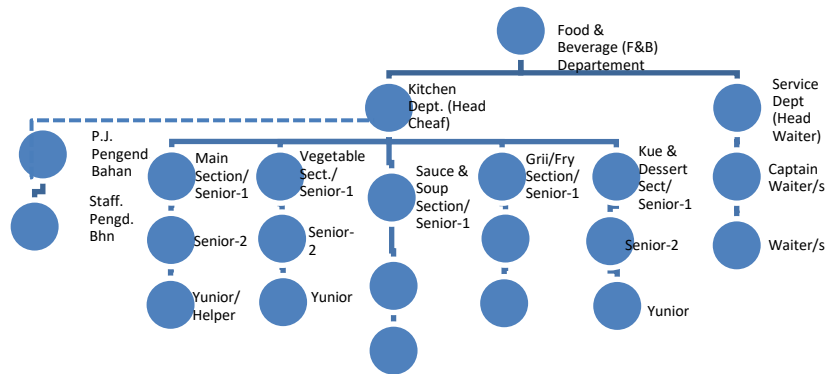 Food &
Beverage (F&B)
Departement
Kitchen
Dept. (Head
Cheaf)
Service
Dept
(Head
Waiter)
P.J.
Pengend
Bahan
Staff.
Pengd.
Bhn
Main
Section/
Senior-1
Vegetable
Sect./
Senior-1
Sauce &
Soup
Section/
Senior-1
Grii/Fry
Section/
Senior-1
Kue &
Dessert
Sect/
Senior-1
Captain
Waiter/s
Senior-2
Senior-
2
Senior-2
Waiter/s
Yunior/
Helper
Yunior
Yunior